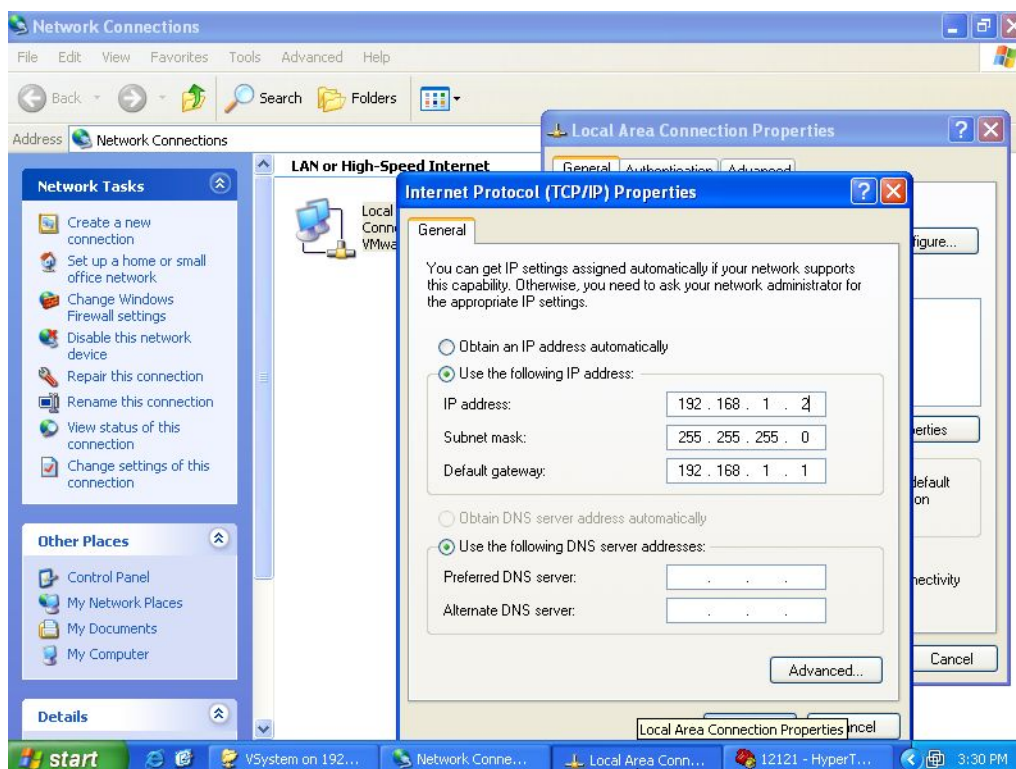 Network Connections
File Edit View Favorites Tools Advanced Help
Back Search Folders
Address Network Connections
Network Tasks
Create a new
connection
Set up a home or small
office network
Change Windows
Firewall settings
Disable this network
device
Repair this connection
Rename this connection
View status of this
connection
Change settings of this
connection
Other Places
Control Panel
My Network Places
My Documents
My Computer
Details
LAN or High-Speed Internet
Local
Conn
VMwa
Local Area Connection Properties
General Authentication Advanced
figure...
erties
default
on
nectivity
Cancel
Internet Protocol (TCP/IP) Properties
General
You can get IP settings assigned automatically if your network supports
this capability. Otherwise, you need to ask your network administrator for
the appropriate IP settings.
Obtain an IP address automatically
Use the following IP address:
IP address: 192 . 168 . 1 . 2
Subnet mask: 255 . 255 . 255 . 0
Default gateway: 192 . 168 . 1 . 1
Obtain DNS server address automatically
Use the following DNS server addresses:
Preferred DNS server: . . .
Alternate DNS server: . . .
Advanced...
Local Area Connection Properties ncel
start VSystem on 192... Network Conne... Local Area Conn... 12121 - HyperT... 3:30 PM